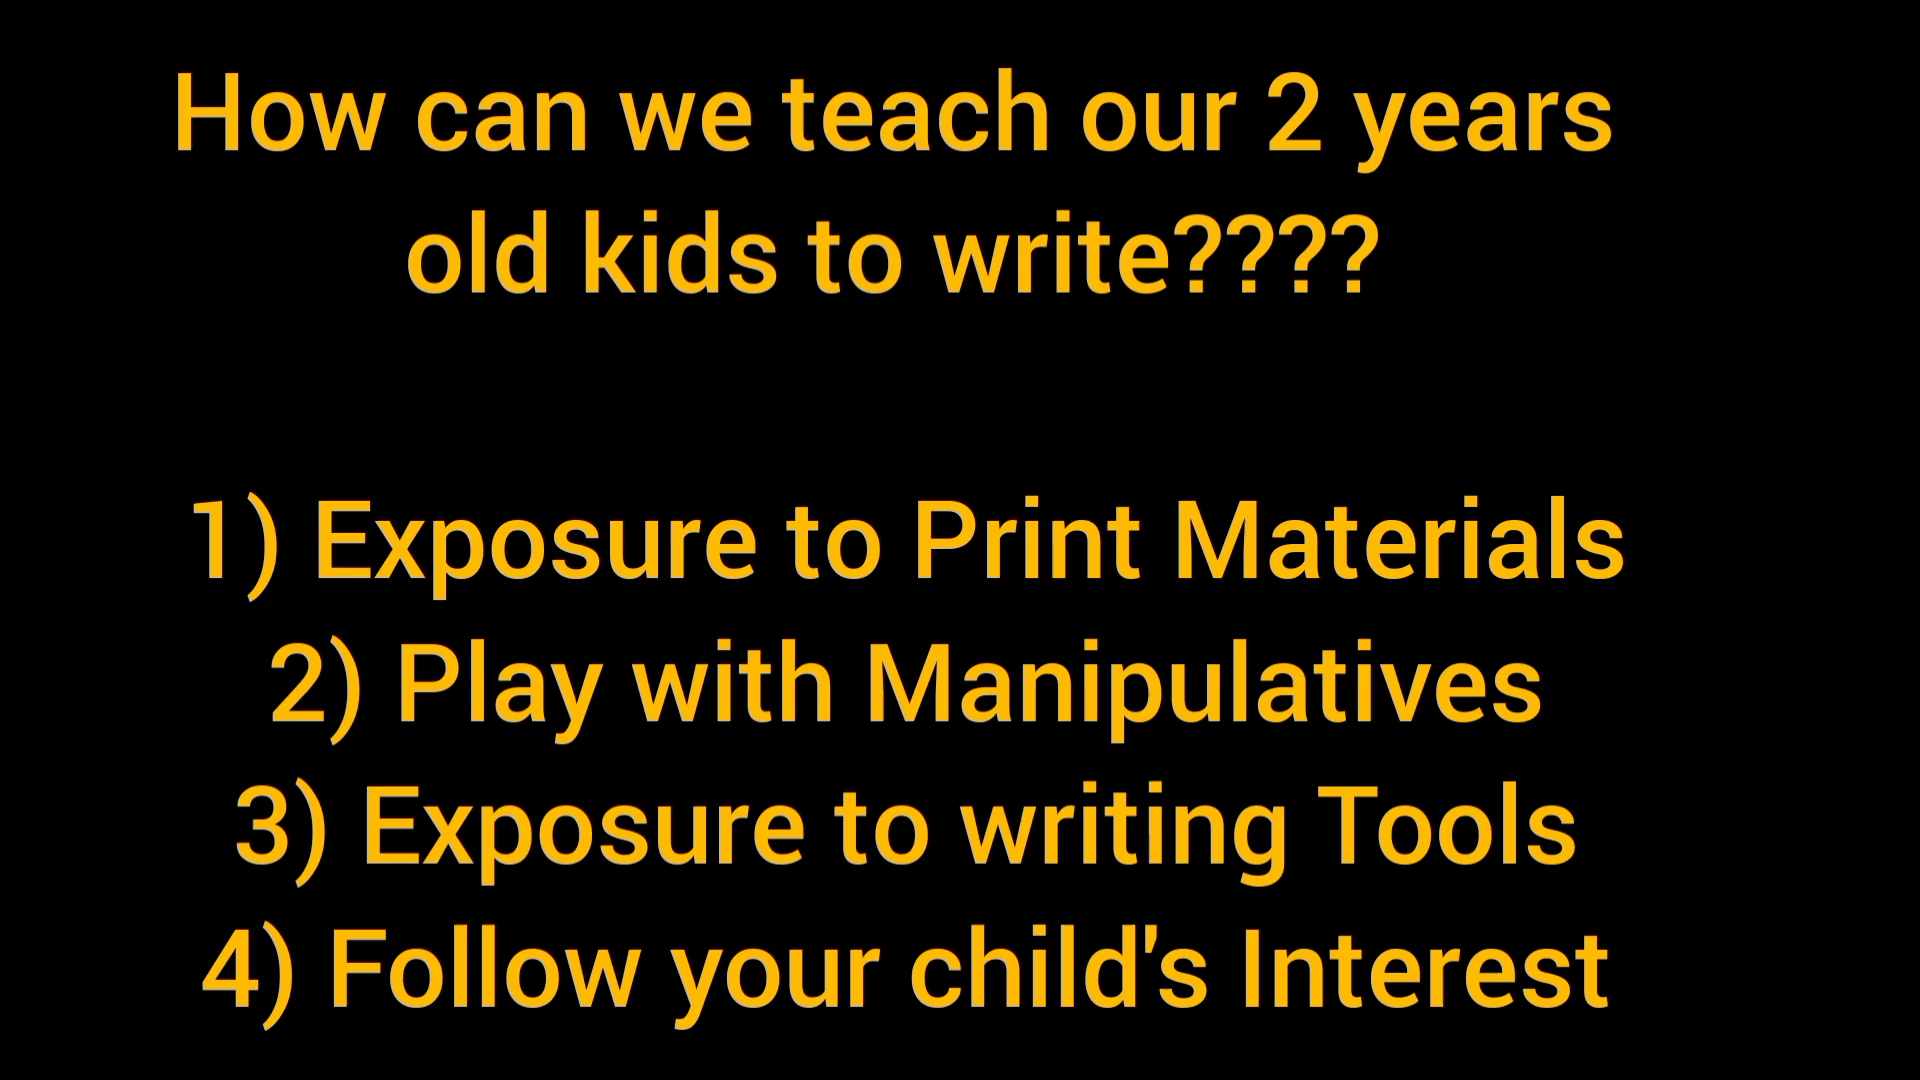 How can we teach our 2 years
old kids to write????
1) Exposure to Print Materials
2) Play with Manipulatives
3) Exposure to writing Tools
4) Follow your child's Interest